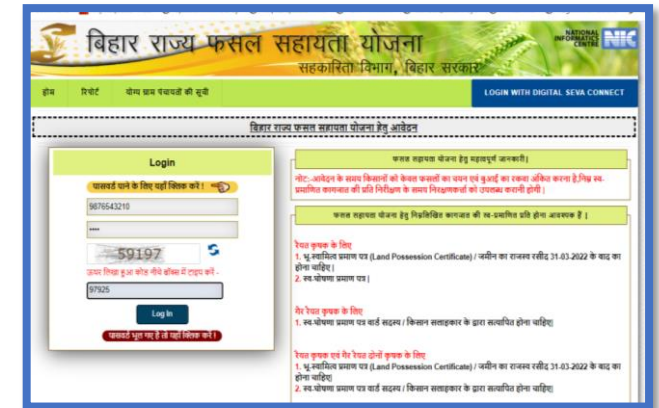 बिहार राज्य फसल सहायता योजना
सहकारिता विभाग, बिहार सरकार
NATIONAL
INFORMATICS
CENTRE
NIC
होम रिपोर्ट योग्य ग्राम पंचायतों की सूची
LOGIN WITH DIGITAL SEVA CONNECT
बिहार राज्य फसल सहायता योजना हेतु आवेदन
Login
पासवर्ड पाने के लिए यहाँ क्लिक करें !
9876543210
....
59197
ऊपर लिखा हुआ कोड नीचे बॉक्स में टाइप करें -
97925
Log In
पासवर्ड भूल गए है तो यहाँ क्लिक करें !
फसल सहायता योजना हेतु महत्वपूर्ण जानकारी|
नोट:-आवेदन के समय किसानों को केवल फसलों का चयन एवं बुआई का रकवा अंकित करना है,निम्न स्व-
प्रमाणित कागजात की प्रति निरीक्षण के समय निरक्षणकर्ता को उपलब्ध करानी होगी |
फसल सहायता योजना हेतु निम्नलिखित कागजात की स्व-प्रमाणित प्रति होना आवश्यक हैं |
रैयत कृषक के लिए
1. भू-स्वामित्व प्रमाण पत्र (Land Possession Certificate) / जमीन का राजस्व रसीद 31-03-2022 के बाद का
होना चाहिए|
2. स्व-घोषणा प्रमाण पत्र |
गैर रैयत कृषक के लिए
1. स्व-घोषणा प्रमाण पत्र वार्ड सदस्य / किसान सलाहकार के द्वारा सत्यापित होना चाहिए|
रैयत कृषक एवं गैर रैयत दोनों कृषक के लिए
1. भू-स्वामित्व प्रमाण पत्र (Land Possession Certificate) / जमीन का राजस्व रसीद 31-03-2022 के बाद का
होना चाहिए|
2. स्व-घोषणा प्रमाण पत्र वार्ड सदस्य / किसान सलाहकार के द्वारा सत्यापित होना चाहिए|